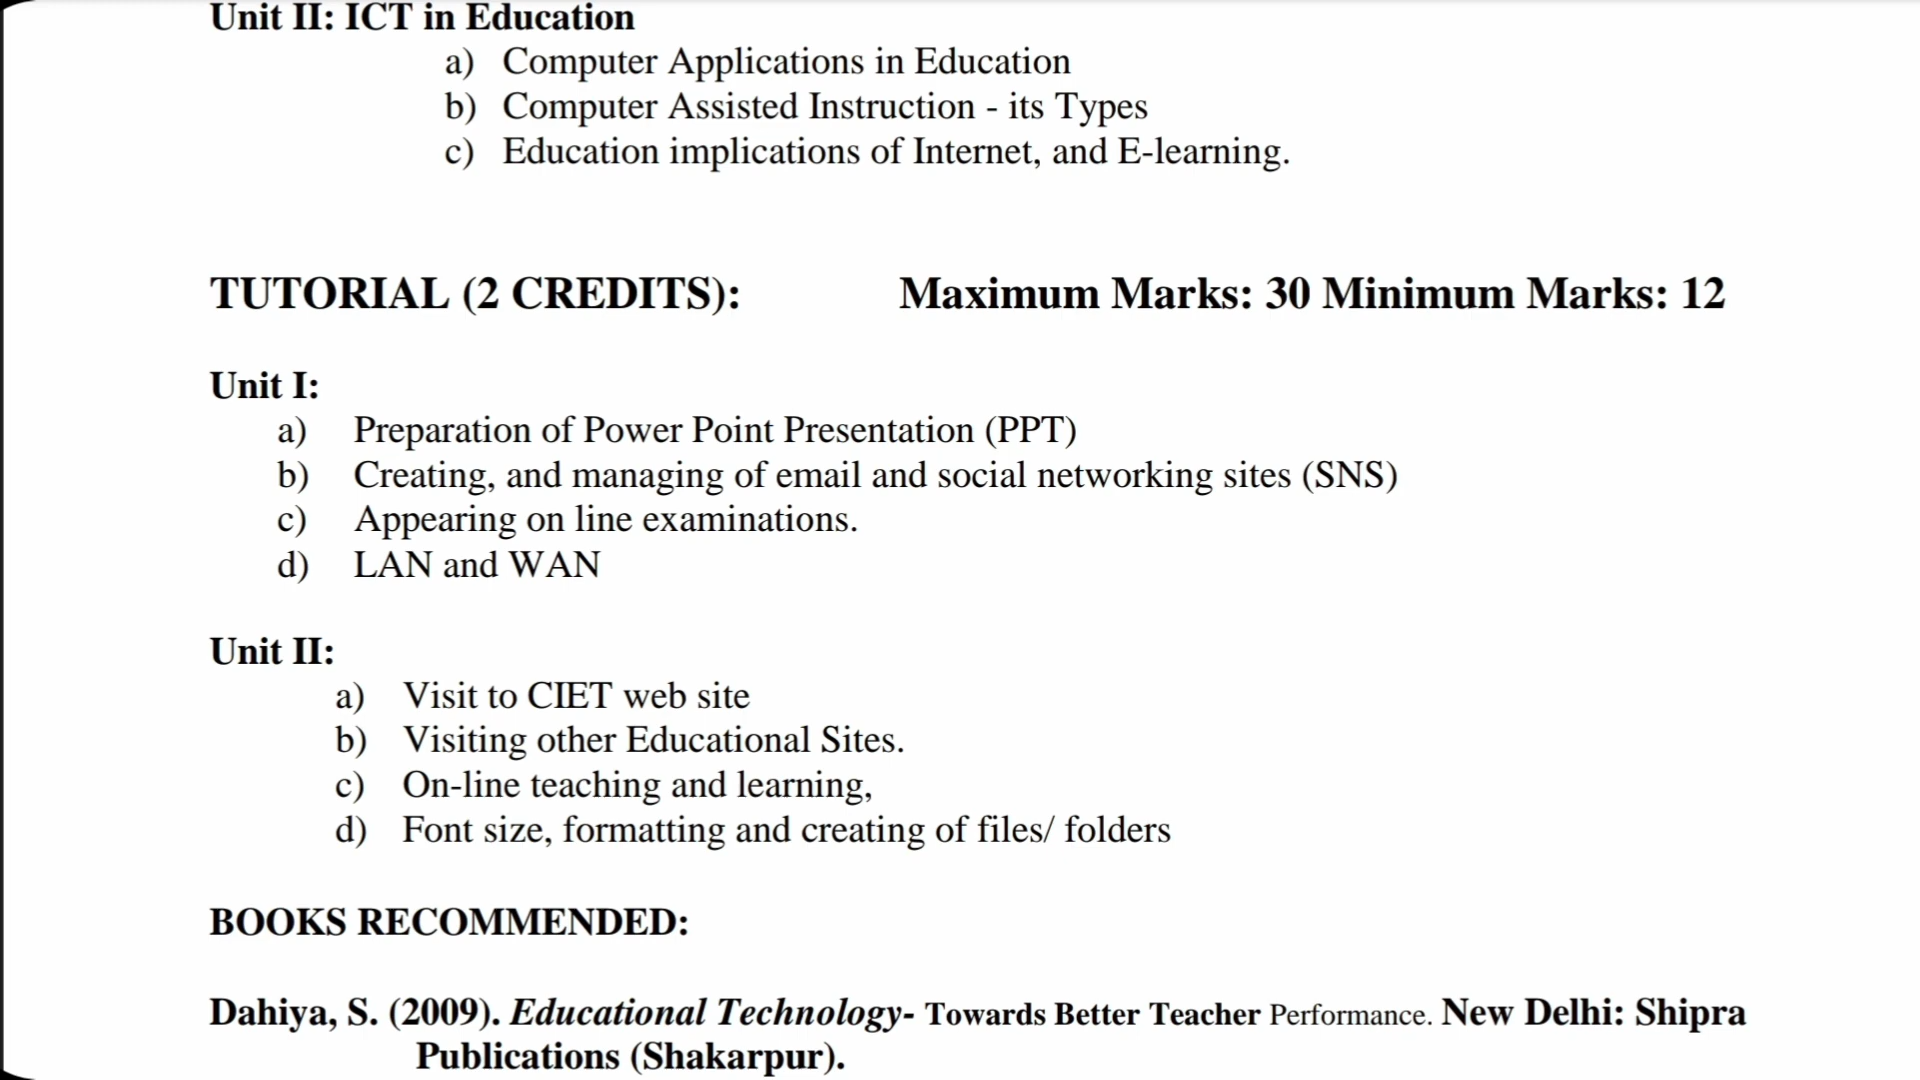 Unit II: ICT in Education
a) Computer Applications in Education
b) Computer Assisted Instruction - its Types
c) Education implications of Internet, and E-learning.
TUTORIAL (2 CREDITS): Maximum Marks: 30 Minimum Marks: 12
Unit I:
a) Preparation of Power Point Presentation (PPT)
b) Creating, and managing of email and social networking sites (SNS)
c) Appearing on line examinations.
d) LAN and WAN
Unit II:
a) Visit to CIET web site
b) Visiting other Educational Sites.
c) On-line teaching and learning,
d) Font size, formatting and creating of files/ folders
BOOKS RECOMMENDED:
Dahiya, S. (2009). Educational Technology- Towards Better Teacher Performance. New Delhi: Shipra
Publications (Shakarpur).